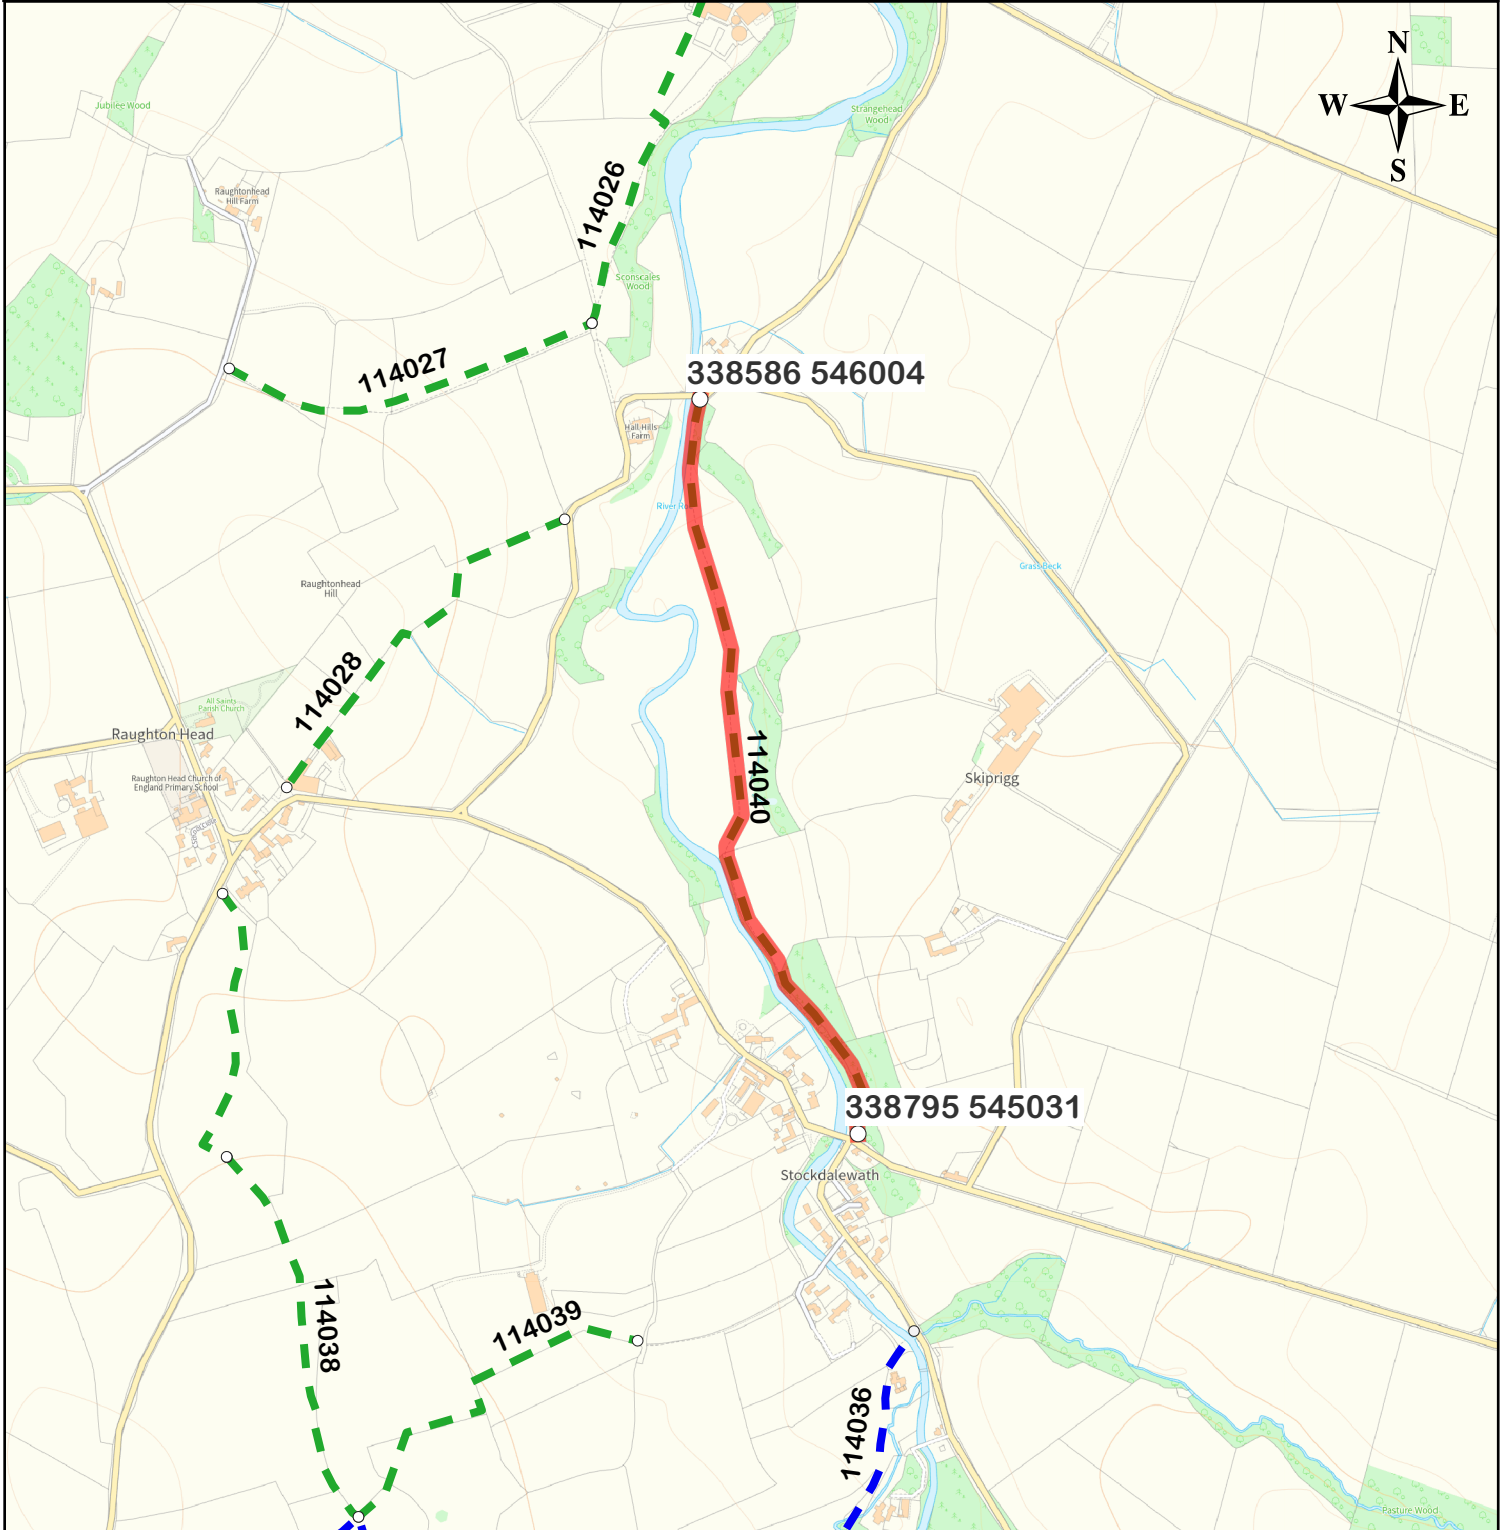 N
W E
S
Jubilee Wood
Strangehead
Wood
Raughtonhead
Hill Farm
114026
Sconscales
Wood
114027
338586 546004
Hall Hills
Farm
Grass Beck
Raughtonhead
Hill
114028
All Saints
Parish Church
Raughton Head
114040
Raughton Head Church of
England Primary School
Skiprigg
338795 545031
Stockdalewath
114038
114039
114036
Pasture Wood